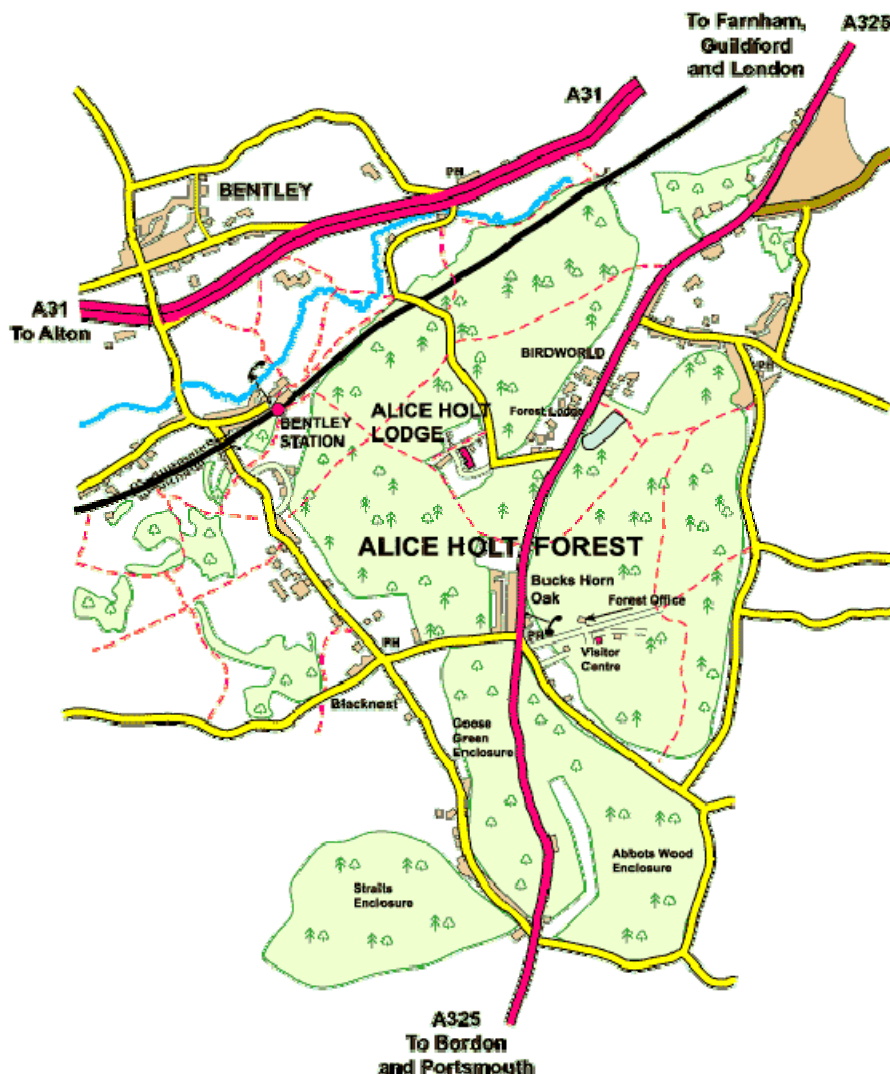 To Farnham,
Guildford
and London
A325
A31
PH
BENTLEY
A31
To Alton
BIRDWORLD
PH
ALICE HOLT
LODGE
Forest Lodge
BENTLEY
STATION
ALICE HOLT FOREST
Bucks Horn
Oak
Forest Office
PH
PH
Visitor
Centre
Blacknest
Geese
Green
Enclosure
Abbots Wood
Enclosure
Straits
Enclosure
A325
To Bordon
and Portsmouth